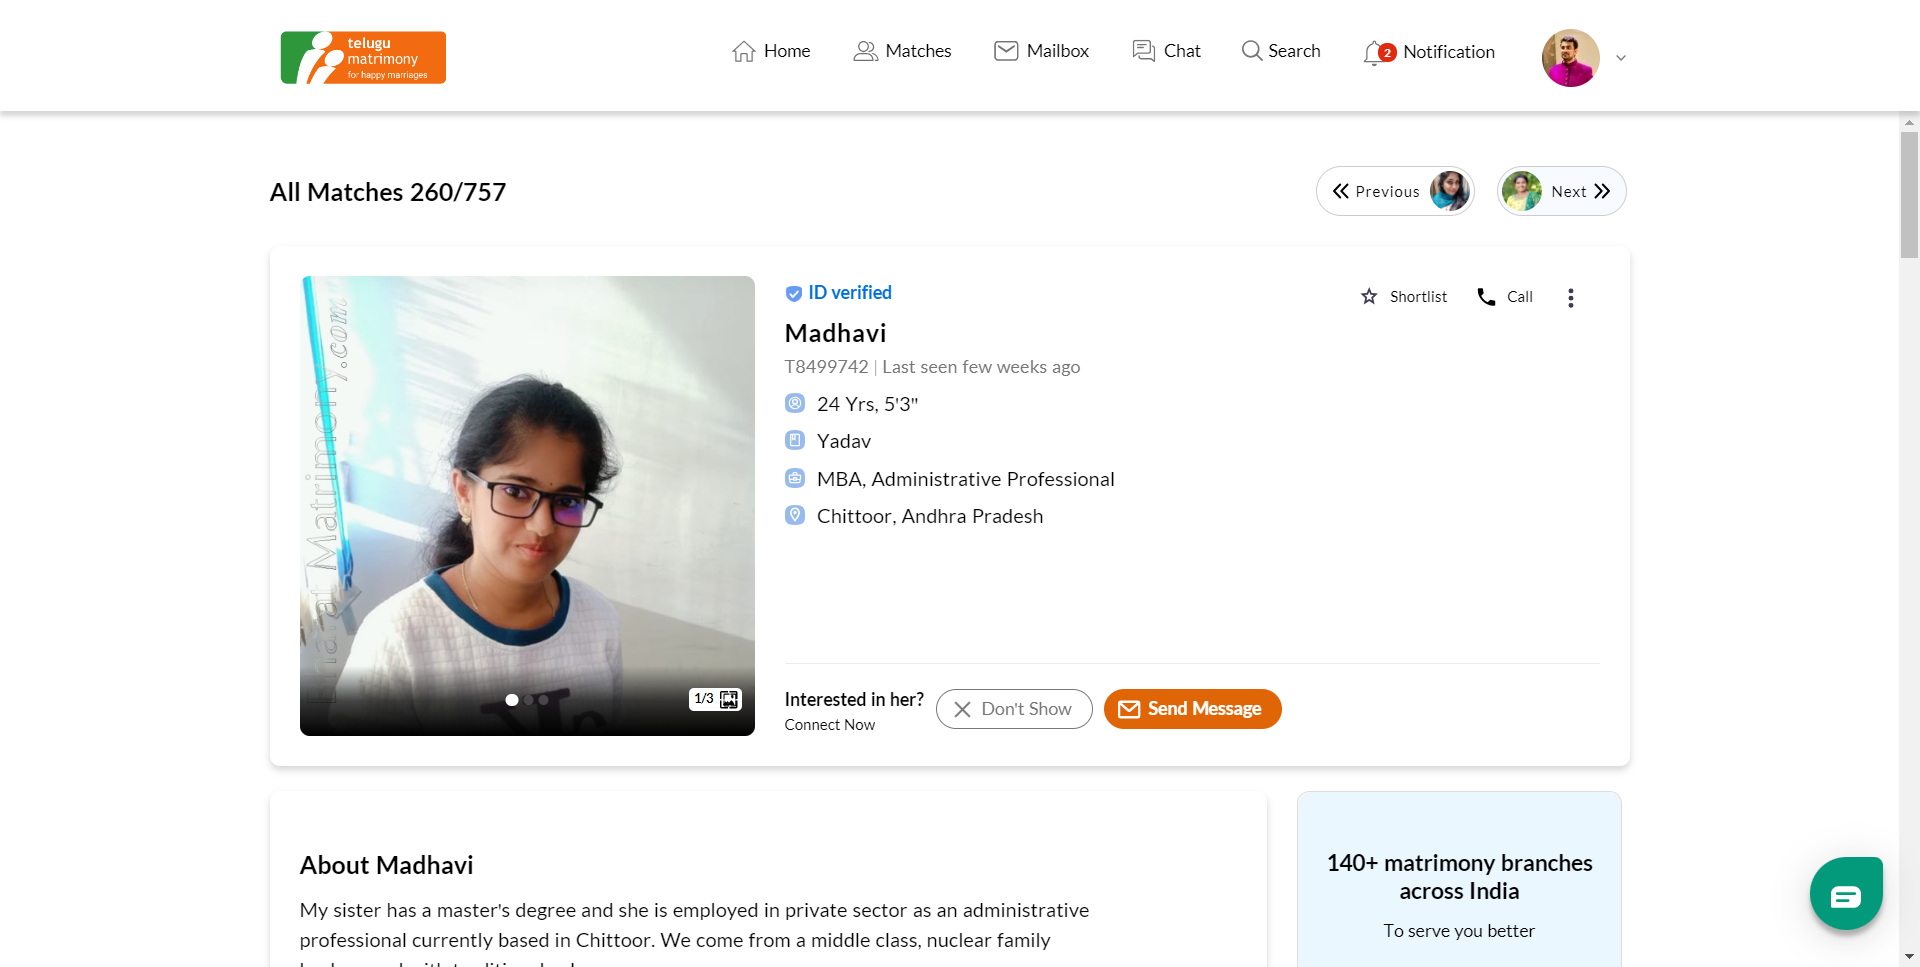 telugu
matrimony
for happy marriages
Home
Matches
Mailbox
Chat
Search
2
Notification
All Matches 260/757
Previous
Next
Bharat Matrimony.com
1/3
ID verified
Shortlist
Call
Madhavi
T8499742 | Last seen few weeks ago
24 Yrs, 5'3"
Yadav
MBA, Administrative Professional
Chittoor, Andhra Pradesh
Interested in her?
Connect Now
Don't Show
Send Message
About Madhavi
My sister has a master's degree and she is employed in private sector as an administrative
professional currently based in Chittoor. We come from a middle class, nuclear family
140+ matrimony branches
across India
To serve you better